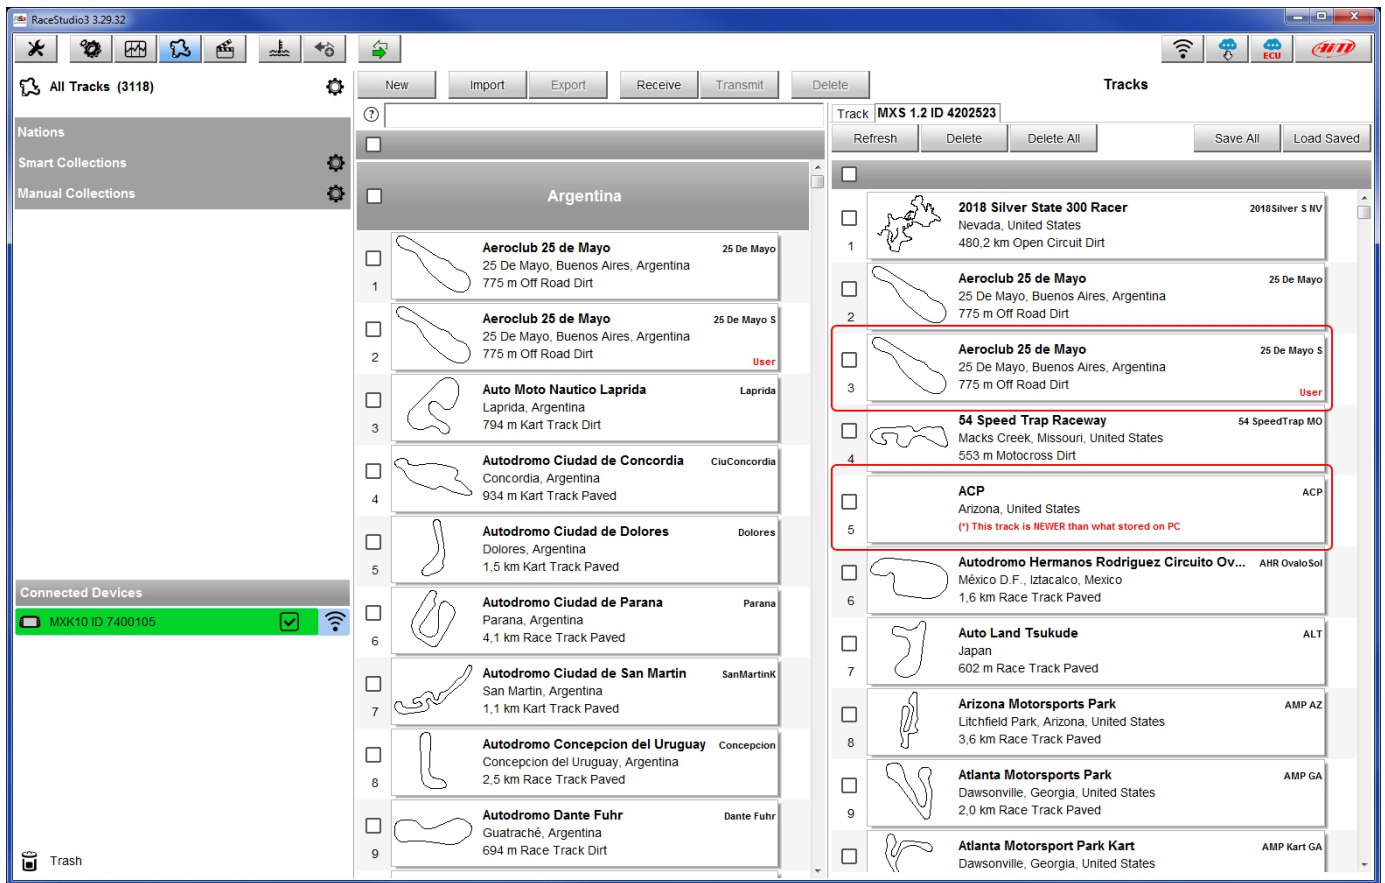 RaceStudio3 3.29.32
ECU
AiM
All Tracks (3118)
Nations
Smart Collections
Manual Collections
Connected Devices
MXK10 ID 7400105
Trash
New
Import
Export
Receive
Transmit
Delete
?
Argentina
Aeroclub 25 de Mayo
25 De Mayo
25 De Mayo, Buenos Aires, Argentina
775 m Off Road Dirt
1
Aeroclub 25 de Mayo
25 De Mayo S
25 De Mayo, Buenos Aires, Argentina
775 m Off Road Dirt
User
2
Auto Moto Nautico Laprida
Laprida
Laprida, Argentina
794 m Kart Track Dirt
3
Autodromo Ciudad de Concordia
CiuConcordia
Concordia, Argentina
934 m Kart Track Paved
4
Autodromo Ciudad de Dolores
Dolores
Dolores, Argentina
1,5 km Kart Track Paved
5
Autodromo Ciudad de Parana
Parana
Parana, Argentina
4,1 km Race Track Paved
6
Autodromo Ciudad de San Martin
SanMartinK
San Martin, Argentina
1,1 km Kart Track Paved
7
Autodromo Concepcion del Uruguay
Concepcion
Concepcion del Uruguay, Argentina
2,5 km Race Track Paved
8
Autodromo Dante Fuhr
Dante Fuhr
Guatraché, Argentina
694 m Race Track Dirt
9
Tracks
Track
MXS 1.2 ID 4202523
Refresh
Delete
Delete All
Save All
Load Saved
2018 Silver State 300 Racer
2018Silver S NV
Nevada, United States
480,2 km Open Circuit Dirt
1
Aeroclub 25 de Mayo
25 De Mayo
25 De Mayo, Buenos Aires, Argentina
775 m Off Road Dirt
2
Aeroclub 25 de Mayo
25 De Mayo S
25 De Mayo, Buenos Aires, Argentina
775 m Off Road Dirt
User
3
54 Speed Trap Raceway
54 SpeedTrap MO
Macks Creek, Missouri, United States
553 m Motocross Dirt
4
ACP
ACP
Arizona, United States
(*) This track is NEWER than what stored on PC
5
Autodromo Hermanos Rodriguez Circuito Ov...
AHR OvaloSol
México D.F., Iztacalco, Mexico
1,6 km Race Track Paved
6
Auto Land Tsukude
ALT
Japan
602 m Race Track Paved
7
Arizona Motorsports Park
AMP AZ
Litchfield Park, Arizona, United States
3,6 km Race Track Paved
8
Atlanta Motorsports Park
AMP GA
Dawsonville, Georgia, United States
2,0 km Race Track Paved
9
Atlanta Motorsport Park Kart
AMP Kart GA
Dawsonville, Georgia, United States